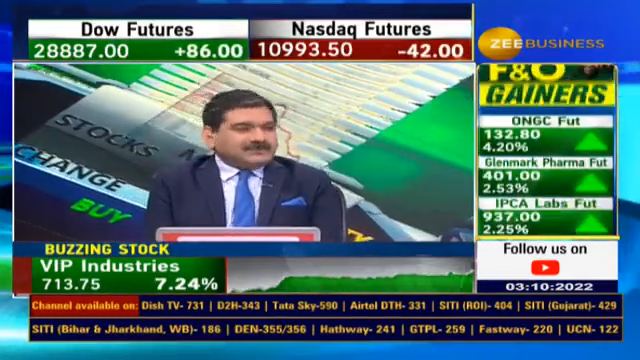 Dow Futures
28887.00 +86.00
Nasdaq Futures
10993.50 -42.00
ZEE BUSINESS
F&O
GAINERS
ONGC Fut
132.80
4.20%
Glenmark Pharma Fut
401.00
2.53%
IPCA Labs Fut
937.00
2.25%
STOCKS
CHANGE
BUY
BUZZING STOCK
VIP Industries
713.75 7.24%
Follow us on
03:10:2022
Channel available on: Dish TV- 731 | D2H-343 | Tata Sky-590 | Airtel DTH- 331 | SITI (ROI)- 404 | SITI (Gujarat)- 429
SITI (Bihar & Jharkhand, WB)- 186 | DEN-355/356 | Hathway- 241 | GTPL- 259 | Fastway- 220 | UCN- 122